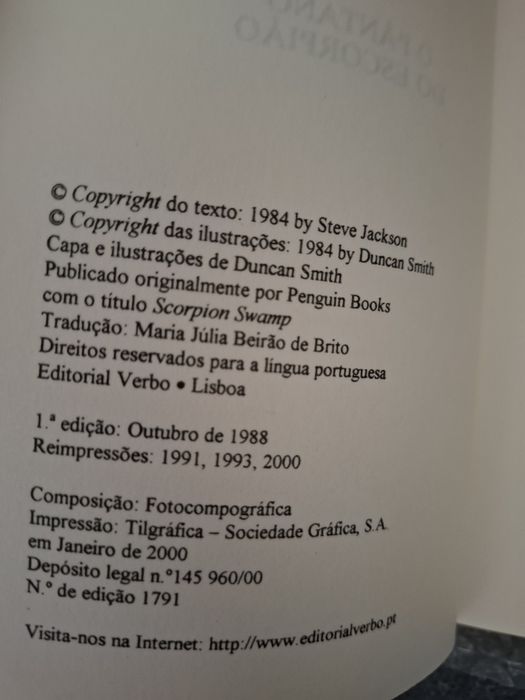 O PÂNTANO
DO ESCORPIÃO
© Copyright do texto: 1984 by Steve Jackson
© Copyright das ilustrações: 1984 by Duncan Smith
Capa e ilustrações de Duncan Smith
Publicado originalmente por Penguin Books
com o título Scorpion Swamp
Tradução: Maria Júlia Beirão de Brito
Direitos reservados para a língua portuguesa
Editorial Verbo • Lisboa
1.ª edição: Outubro de 1988
Reimpressões: 1991, 1993, 2000
Composição: Fotocompográfica
Impressão: Tilgráfica – Sociedade Gráfica, S.A.
em Janeiro de 2000
Depósito legal n.º 145 960/00
N.º de edição 1791
Visita-nos na Internet: http://www.editorialverbo.pt